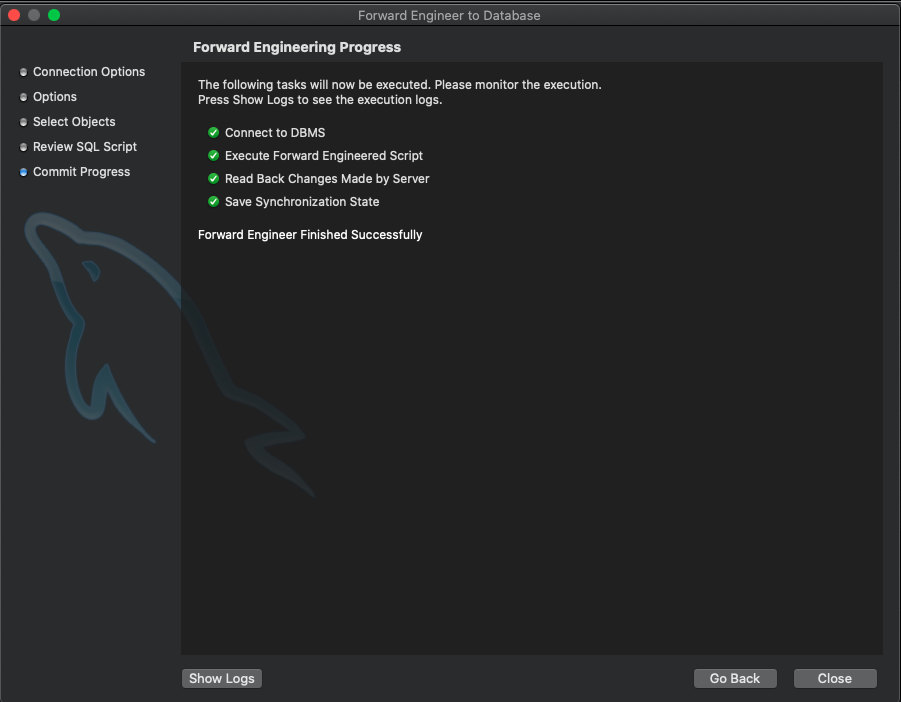 Forward Engineer to Database
Forward Engineering Progress
Connection Options
Options
Select Objects
Review SQL Script
Commit Progress
The following tasks will now be executed. Please monitor the execution.
Press Show Logs to see the execution logs.
Connect to DBMS
Execute Forward Engineered Script
Read Back Changes Made by Server
Save Synchronization State
Forward Engineer Finished Successfully
Show Logs
Go Back
Close